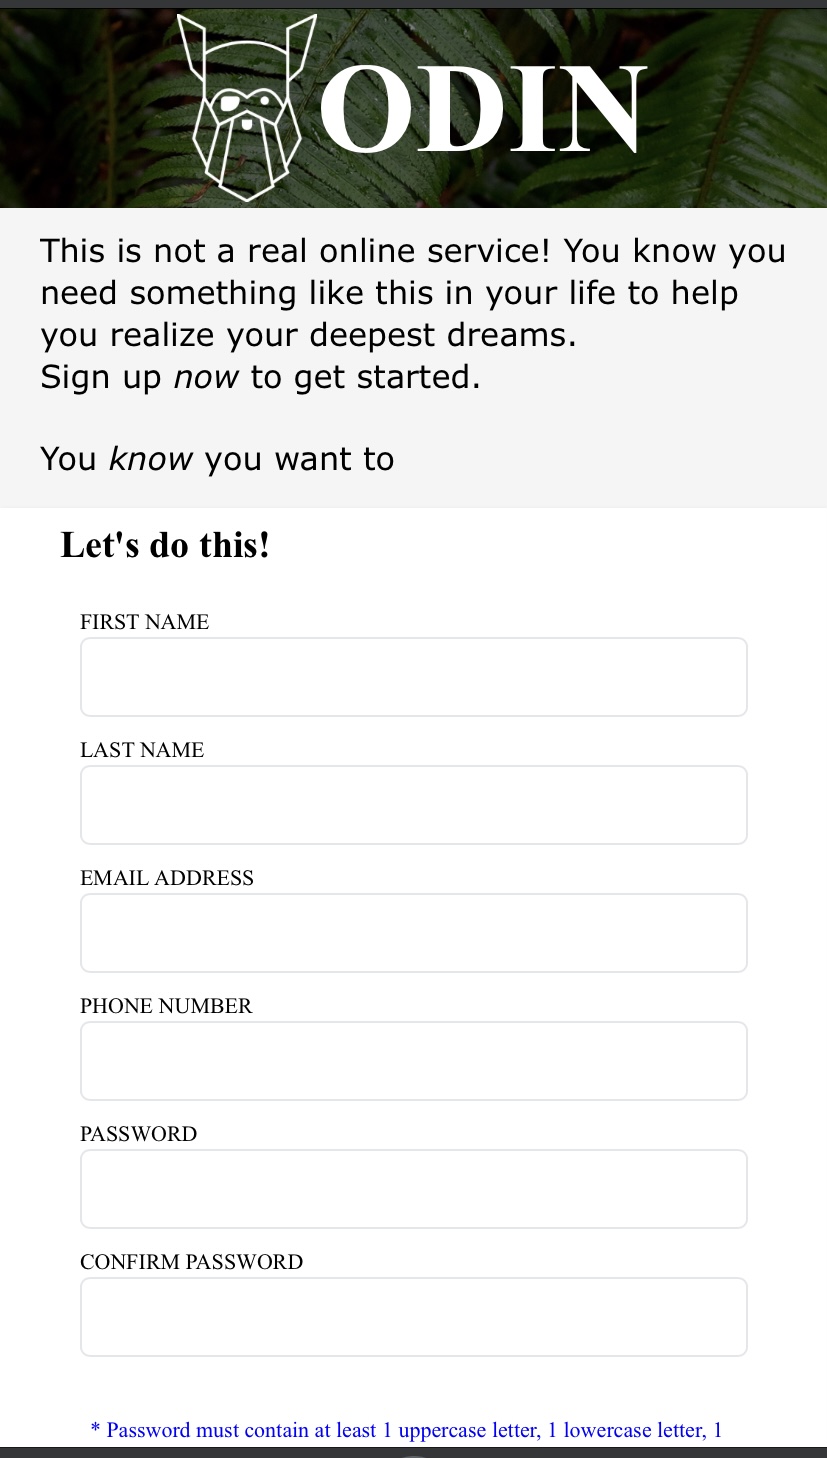 ODIN
This is not a real online service! You know you
need something like this in your life to help
you realize your deepest dreams.
Sign up now to get started.
You know you want to
Let's do this!
FIRST NAME
LAST NAME
EMAIL ADDRESS
PHONE NUMBER
PASSWORD
CONFIRM PASSWORD
* Password must contain at least 1 uppercase letter, 1 lowercase letter, 1